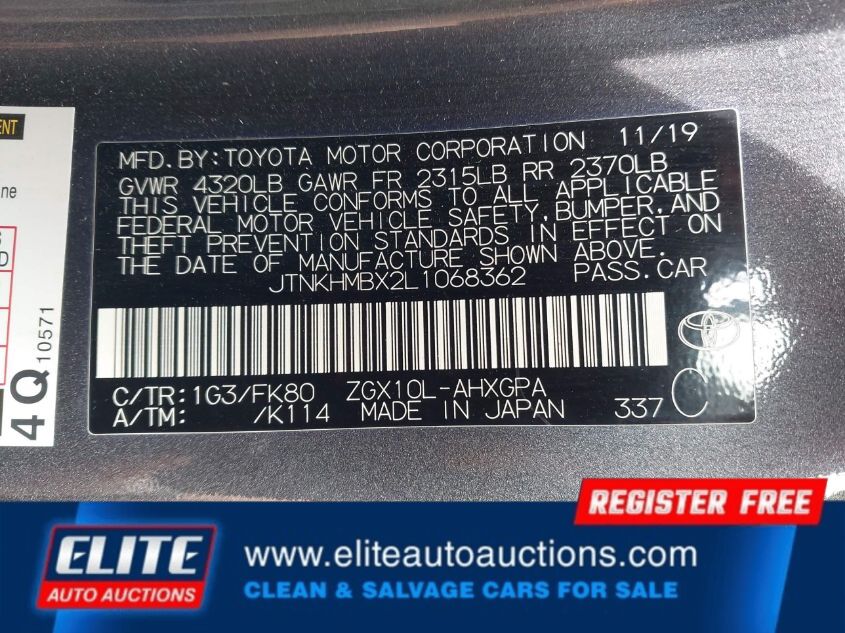 MFD. BY: TOYOTA MOTOR CORPORATION 11/19
GVWR 4320LB GAWR FR 2315LB RR 2370LB
THIS VEHICLE CONFORMS TO ALL APPLICABLE
FEDERAL MOTOR VEHICLE SAFETY, BUMPER, AND
THEFT PREVENTION STANDARDS IN EFFECT ON
THE DATE OF MANUFACTURE SHOWN ABOVE.
JTNKHMBX2L1068362 PASS. CAR
C/TR: 1G3/FK80 ZGX10L-AHXGPA
A/TM: /K114 MADE IN JAPAN 337
4Q 10571
REGISTER FREE
ELITE
AUTO AUCTIONS
www.eliteautoauctions.com
CLEAN & SALVAGE CARS FOR SALE